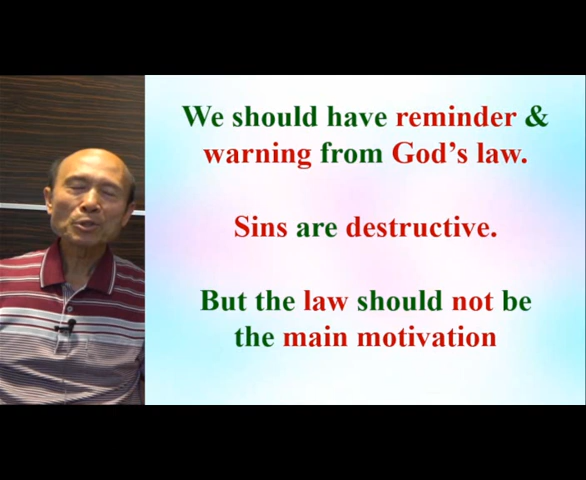 We should have reminder &
warning from God's law.
Sins are destructive.
But the law should not be
the main motivation